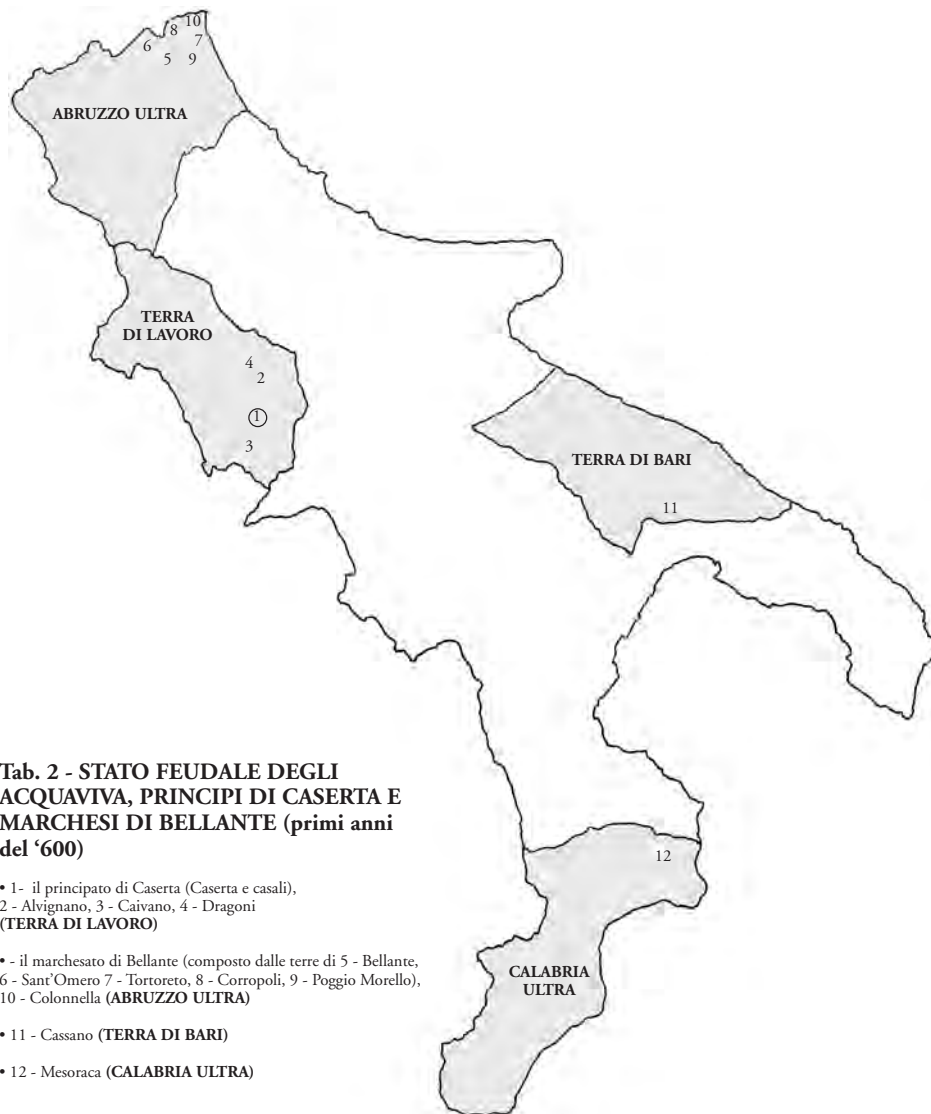 10
8
7
6
5 9
ABRUZZO ULTRA
TERRA
DI LAVORO
4
2
1
3
TERRA DI BARI
11
12
CALABRIA
ULTRA
Tab. 2 - STATO FEUDALE DEGLI
ACQUAVIVA, PRINCIPI DI CASERTA E
MARCHESI DI BELLANTE (primi anni
del ‘600)
• 1- il principato di Caserta (Caserta e casali),
2 - Alvignano, 3 - Caivano, 4 - Dragoni
(TERRA DI LAVORO)
• - il marchesato di Bellante (composto dalle terre di 5 - Bellante,
6 - Sant’Omero 7 - Tortoreto, 8 - Corropoli, 9 - Poggio Morello),
10 - Colonnella (ABRUZZO ULTRA)
• 11 - Cassano (TERRA DI BARI)
• 12 - Mesoraca (CALABRIA ULTRA)